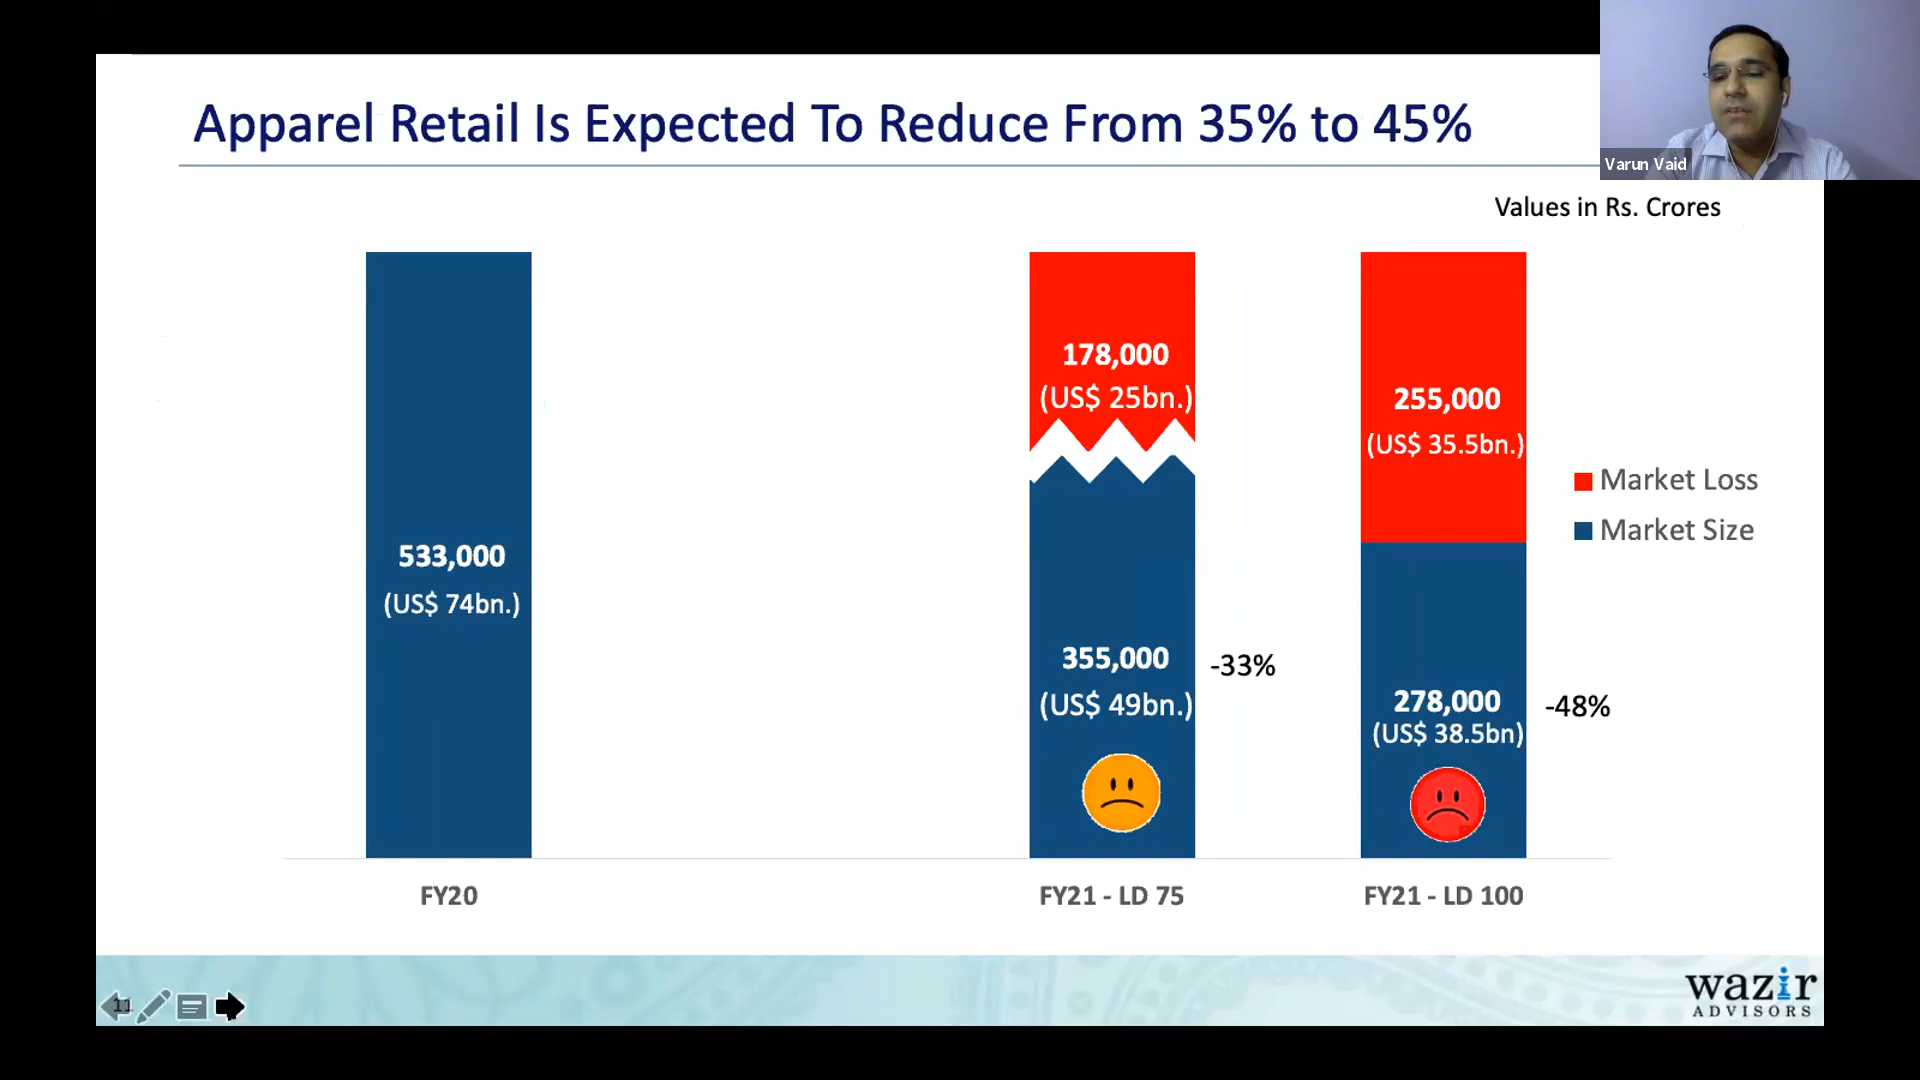 Apparel Retail Is Expected To Reduce From 35% to 45%
Varun Vaid
Values in Rs. Crores
533,000
(US$ 74bn.)
178,000
(US$ 25bn.)
355,000
(US$ 49bn.)
-33%
255,000
(US$ 35.5bn.)
278,000
(US$ 38.5bn)
-48%
Market Loss
Market Size
FY20
FY21 - LD 75
FY21 - LD 100
11
wazir
ADVISORS